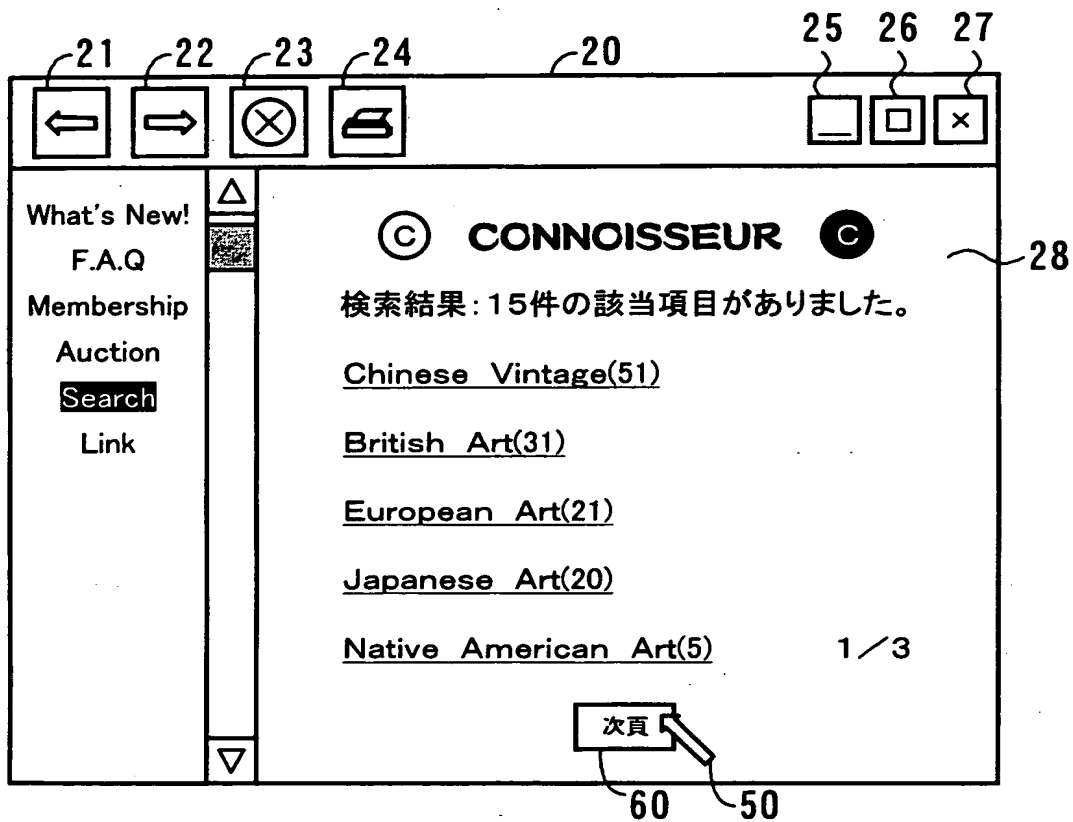 21 22 23 24 20 25 26 27
What's New!
F.A.Q
Membership
Auction
Search
Link
© CONNOISSEUR ©
28
検索結果:15件の該当項目がありました。
Chinese Vintage(51)
British Art(31)
European Art(21)
Japanese Art(20)
Native American Art(5) 1/3
次頁
60 50